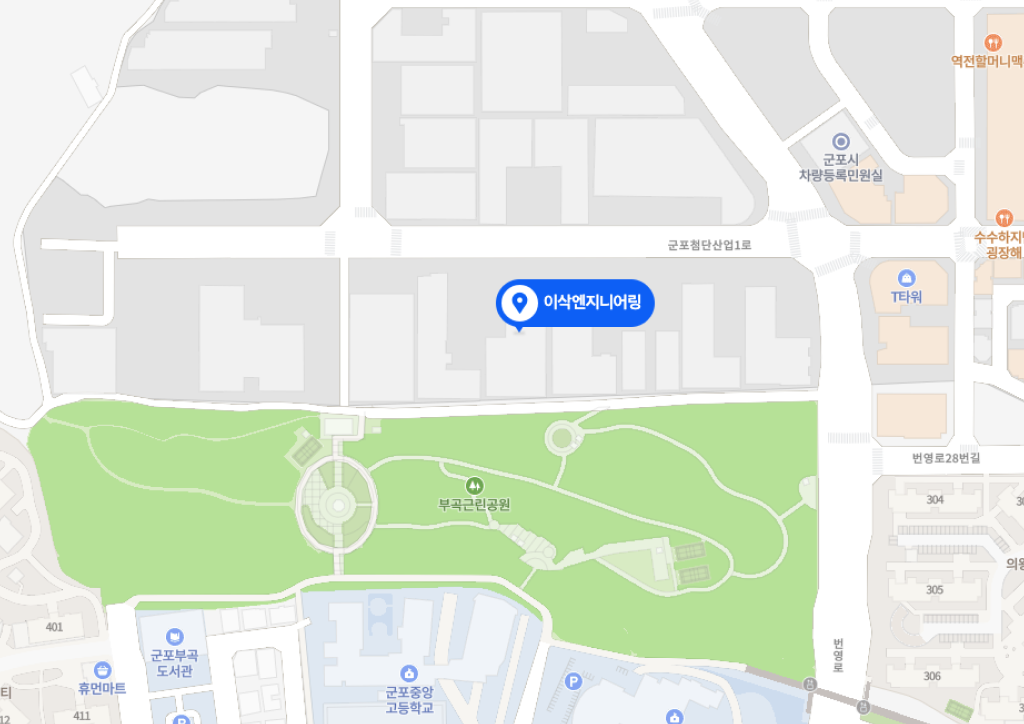 역전할머니맥
군포시
차량등록민원실
수수하지만
굉장해
군포첨단산업1로
T타워
이삭엔지니어링
번영로28번길
부곡근린공원
304
305
306
401
411
번영로
군포부곡
도서관
휴먼마트
군포중앙
고등학교
P
P